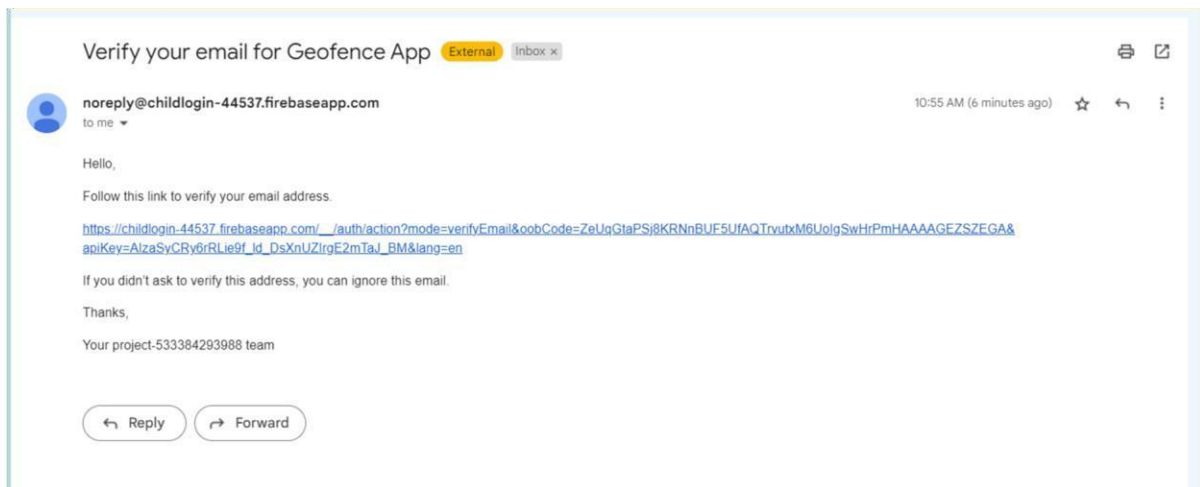 Verify your email for Geofence App External Inbox ×
noreply@childlogin-44537.firebaseapp.com 10:55 AM (6 minutes ago)
to me
Hello,
Follow this link to verify your email address.
https://childlogin-44537.firebaseapp.com/__/auth/action?mode=verifyEmail&oobCode=ZeUqGtaPSj8KRNnBUF5UfAQTrvutxM6UolgSwHrPmHAAAAGEZSZEGA&
apiKey=AIzaSyCRy6rRLie9f_Id_DsXnUZIrgE2mTaJ_BM&lang=en
If you didn't ask to verify this address, you can ignore this email.
Thanks,
Your project-533384293988 team
Reply Forward